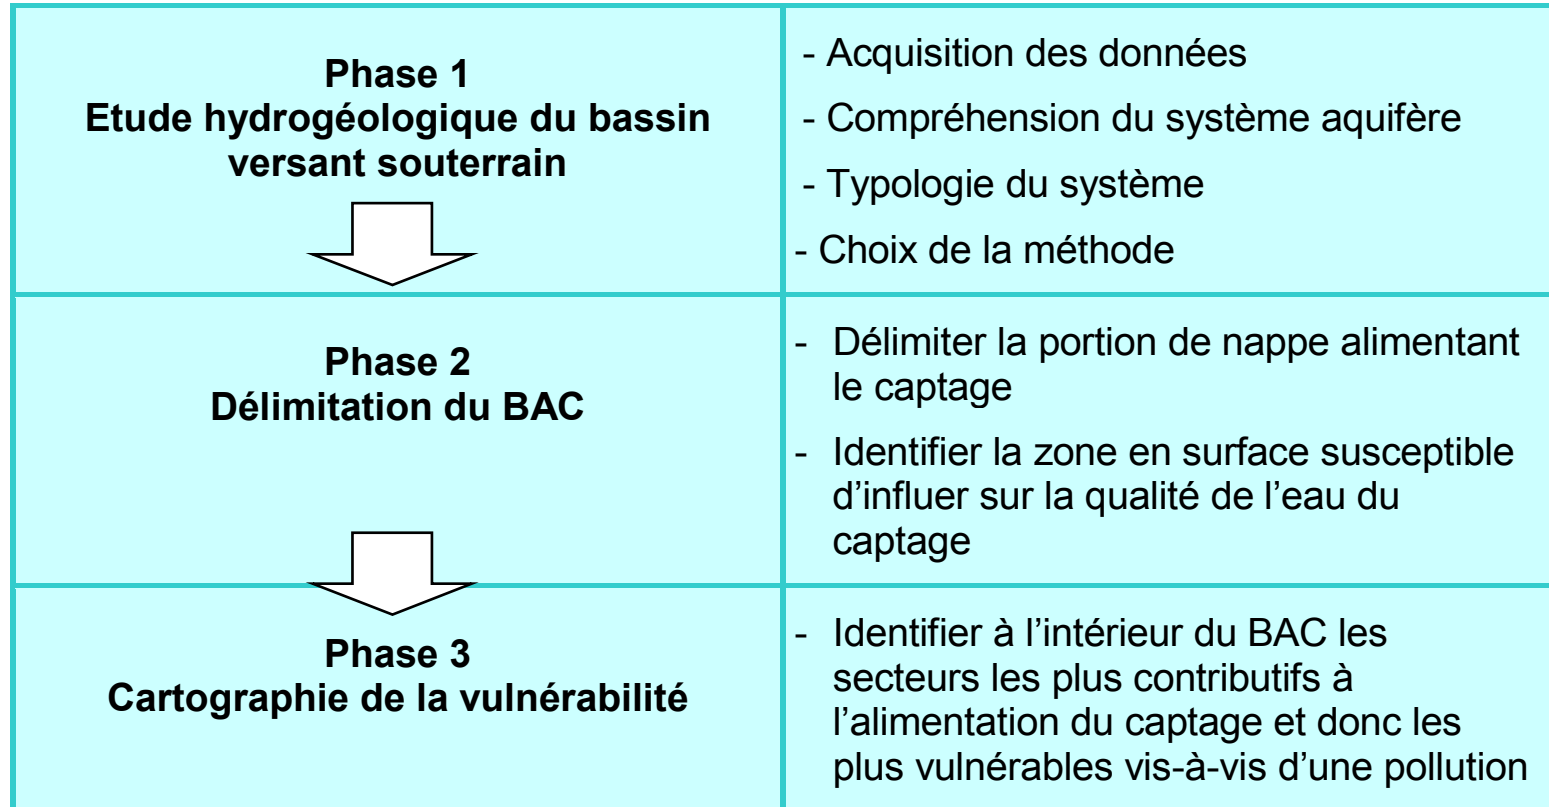 Phase 1
Etude hydrogéologique du bassin
versant souterrain
- Acquisition des données
- Compréhension du système aquifère
- Typologie du système
- Choix de la méthode
Phase 2
Délimitation du BAC
- Délimiter la portion de nappe alimentant
le captage
- Identifier la zone en surface susceptible
d’influer sur la qualité de l’eau du
captage
Phase 3
Cartographie de la vulnérabilité
- Identifier à l’intérieur du BAC les
secteurs les plus contributifs à
l’alimentation du captage et donc les
plus vulnérables vis-à-vis d’une pollution